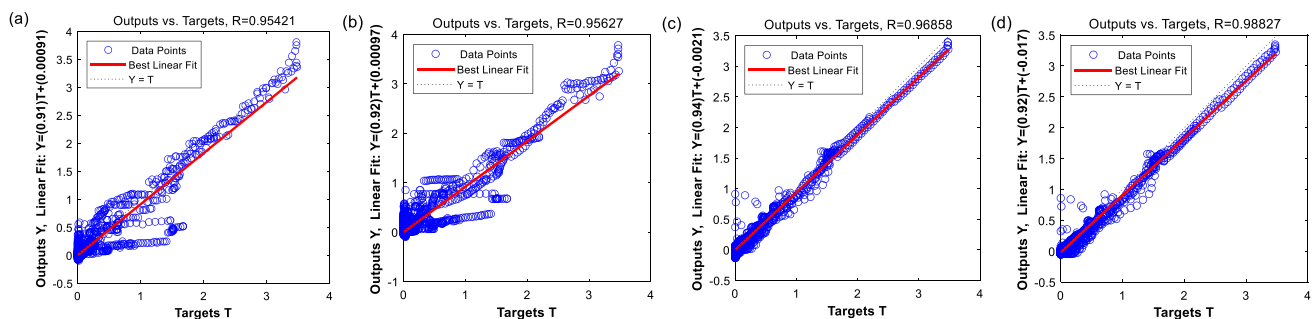 (a)
Outputs vs. Targets, R=0.95421
Outputs Y, Linear Fit: Y=(0.91)T+(0.00091)
4
3.5
3
2.5
2
1.5
1
0.5
0
-0.5
Data Points
Best Linear Fit
Y = T
0 1 2 3 4
Targets T
(b)
Outputs vs. Targets, R=0.95627
Outputs Y, Linear Fit: Y=(0.92)T+(0.00097)
4
3
2
1
0
-1
Data Points
Best Linear Fit
Y = T
0 1 2 3 4
Targets T
(c)
Outputs vs. Targets, R=0.96858
Outputs Y, Linear Fit: Y=(0.94)T+(-0.0021)
3.5
3
2.5
2
1.5
1
0.5
0
-0.5
Data Points
Best Linear Fit
Y = T
0 1 2 3 4
Targets T
(d)
Outputs vs. Targets, R=0.98827
Outputs Y, Linear Fit: Y=(0.92)T+(-0.017)
3.5
3
2.5
2
1.5
1
0.5
0
-0.5
Data Points
Best Linear Fit
Y = T
0 1 2 3 4
Targets T